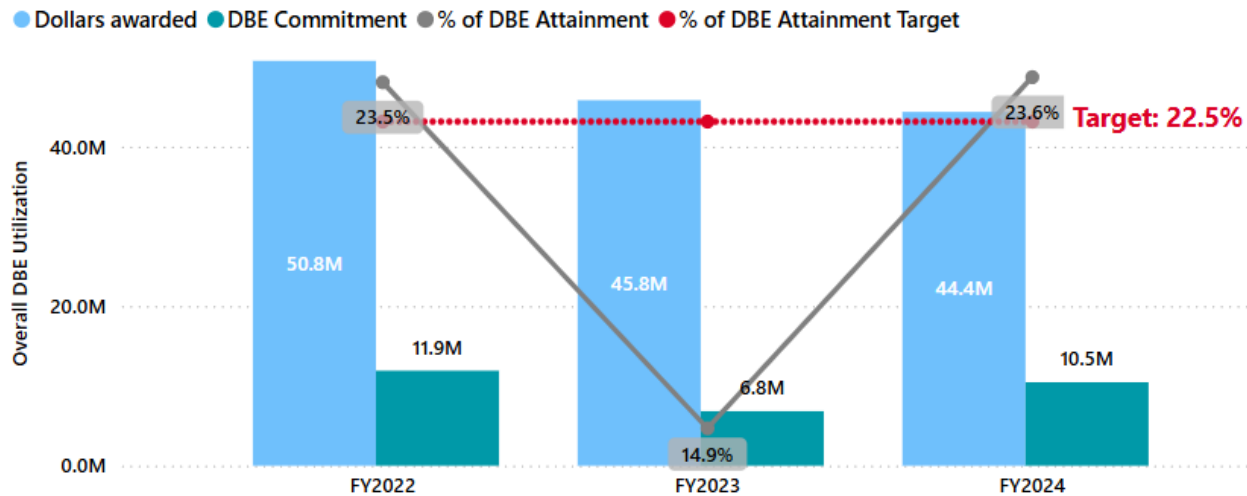 Dollars awarded DBE Commitment % of DBE Attainment % of DBE Attainment Target
Overall DBE Utilization
40.0M
20.0M
0.0M
23.5%
23.6%
Target: 22.5%
50.8M
45.8M
44.4M
11.9M
6.8M
10.5M
14.9%
FY2022 FY2023 FY2024